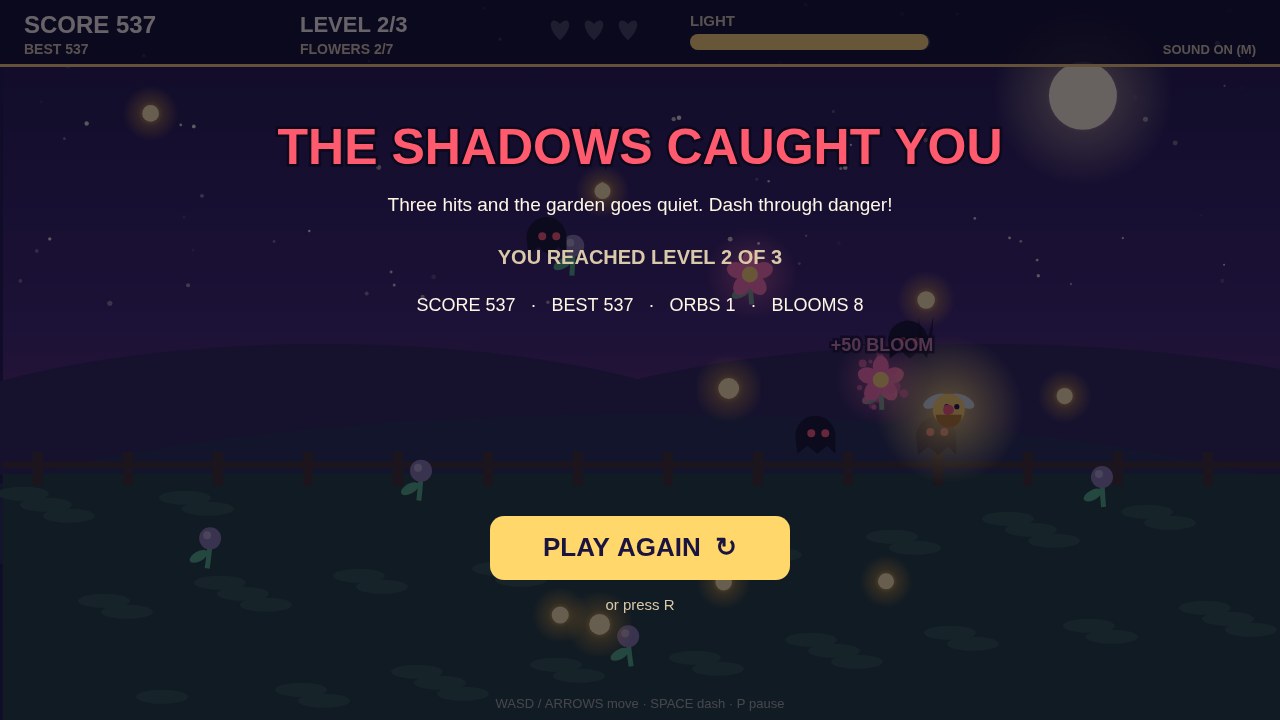 SCORE 537
BEST 537
LEVEL 2/3
FLOWERS 2/7
LIGHT
SOUND ON (M)
THE SHADOWS CAUGHT YOU
Three hits and the garden goes quiet. Dash through danger!
YOU REACHED LEVEL 2 OF 3
SCORE 537 · BEST 537 · ORBS 1 · BLOOMS 8
+50 BLOOM
PLAY AGAIN ↻
or press R
WASD / ARROWS move · SPACE dash · P pause